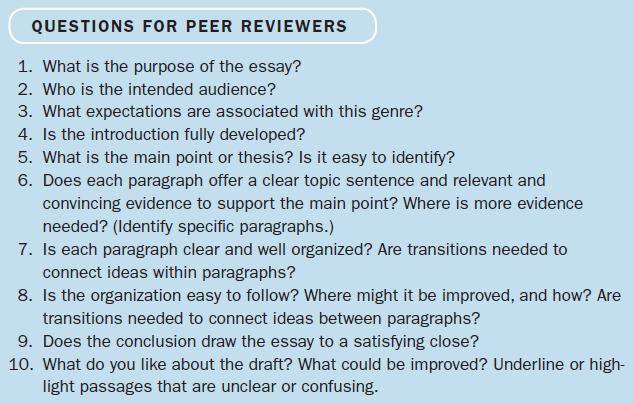 QUESTIONS FOR PEER REVIEWERS
1. What is the purpose of the essay?
2. Who is the intended audience?
3. What expectations are associated with this genre?
4. Is the introduction fully developed?
5. What is the main point or thesis? Is it easy to identify?
6. Does each paragraph offer a clear topic sentence and relevant and
convincing evidence to support the main point? Where is more evidence
needed? (Identify specific paragraphs.)
7. Is each paragraph clear and well organized? Are transitions needed to
connect ideas within paragraphs?
8. Is the organization easy to follow? Where might it be improved, and how? Are
transitions needed to connect ideas between paragraphs?
9. Does the conclusion draw the essay to a satisfying close?
10. What do you like about the draft? What could be improved? Underline or high-
light passages that are unclear or confusing.